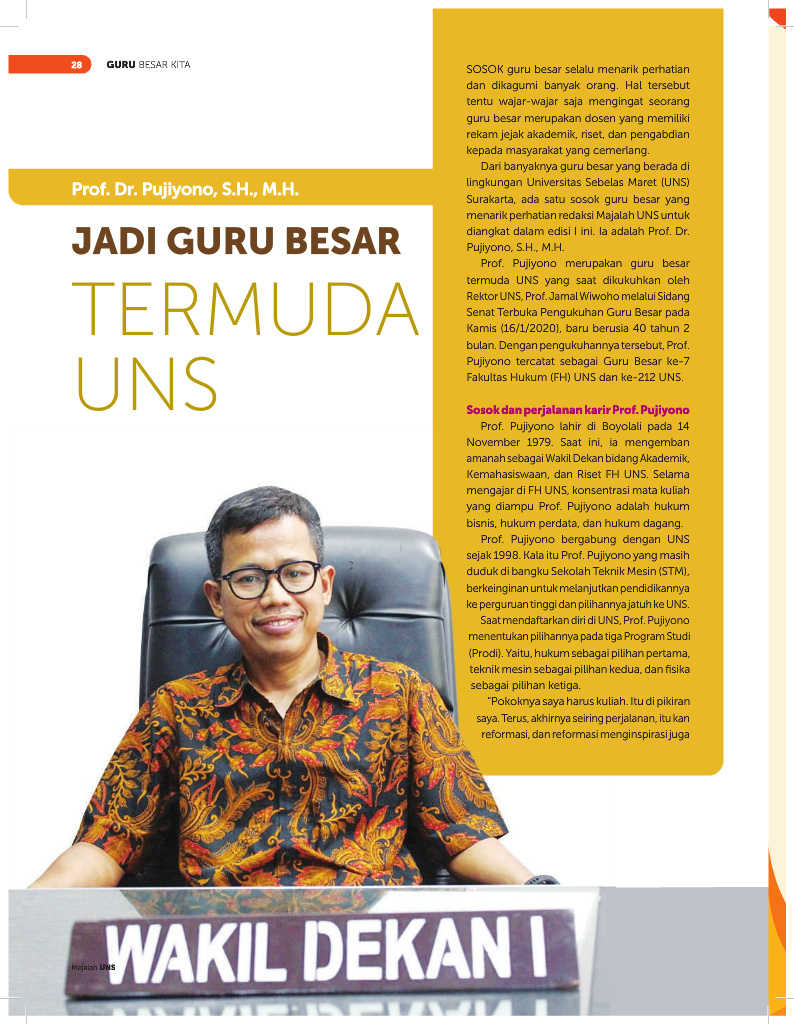 28 GURU BESAR KITA
Prof. Dr. Pujiyono, S.H., M.H.
JADI GURU BESAR
TERMUDA
UNS
SOSOK guru besar selalu menarik perhatian
dan dikagumi banyak orang. Hal tersebut
tentu wajar-wajar saja mengingat seorang
guru besar merupakan dosen yang memiliki
rekam jejak akademik, riset, dan pengabdian
kepada masyarakat yang cemerlang.
Dari banyaknya guru besar yang berada di
lingkungan Universitas Sebelas Maret (UNS)
Surakarta, ada satu sosok guru besar yang
menarik perhatian redaksi Majalah UNS untuk
diangkat dalam edisi I ini. Ia adalah Prof. Dr.
Pujiyono, S.H., M.H.
Prof. Pujiyono merupakan guru besar
termuda UNS yang saat dikukuhkan oleh
Rektor UNS, Prof. Jamal Wiwoho melalui Sidang
Senat Terbuka Pengukuhan Guru Besar pada
Kamis (16/1/2020), baru berusia 40 tahun 2
bulan. Dengan pengukuhannya tersebut, Prof.
Pujiyono tercatat sebagai Guru Besar ke-7
Fakultas Hukum (FH) UNS dan ke-212 UNS.
Sosok dan perjalanan karir Prof. Pujiyono
Prof. Pujiyono lahir di Boyolali pada 14
November 1979. Saat ini, ia mengemban
amanah sebagai Wakil Dekan bidang Akademik,
Kemahasiswaan, dan Riset FH UNS. Selama
mengajar di FH UNS, konsentrasi mata kuliah
yang diampu Prof. Pujiyono adalah hukum
bisnis, hukum perdata, dan hukum dagang.
Prof. Pujiyono bergabung dengan UNS
sejak 1998. Kala itu Prof. Pujiyono yang masih
duduk di bangku Sekolah Teknik Mesin (STM),
berkeinginan untuk melanjutkan pendidikannya
ke perguruan tinggi dan pilihannya jatuh ke UNS.
Saat mendaftarkan diri di UNS, Prof. Pujiyono
menentukan pilihannya pada tiga Program Studi
(Prodi). Yaitu, hukum sebagai pilihan pertama,
teknik mesin sebagai pilihan kedua, dan fisika
sebagai pilihan ketiga.
"Pokoknya saya harus kuliah. Itu di pikiran
saya. Terus, akhirnya seiring perjalanan, itu kan
reformasi, dan reformasi menginspirasi juga
WAKIL DEKAN I
Majalah UNS